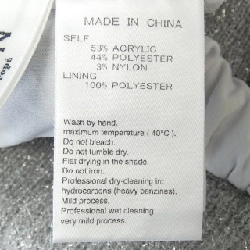 MADE IN CHINA
SELF
53% ACRYLIC
44% POLYESTER
3% NYLON
LINING
100% POLYESTER
Wash by hand,
maximum temperature ( 40°C ).
Do not bleach.
Do not tumble dry.
Flat drying in the shade.
Do not iron.
Professional dry-cleaning in:
hydrocarbons (heavy benzines).
Mild process.
Professional wet cleaning
very mild process.